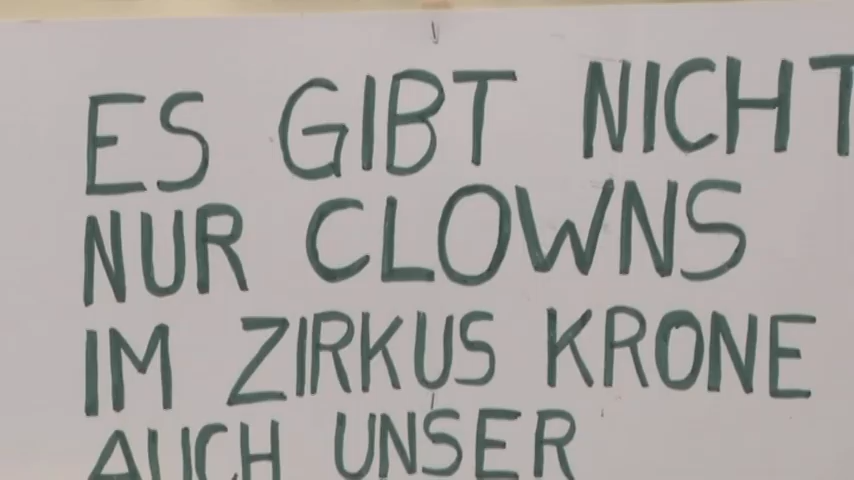 ES GIBT NICHT
NUR CLOWNS
IM ZIRKUS KRONE
AUCH UNSER